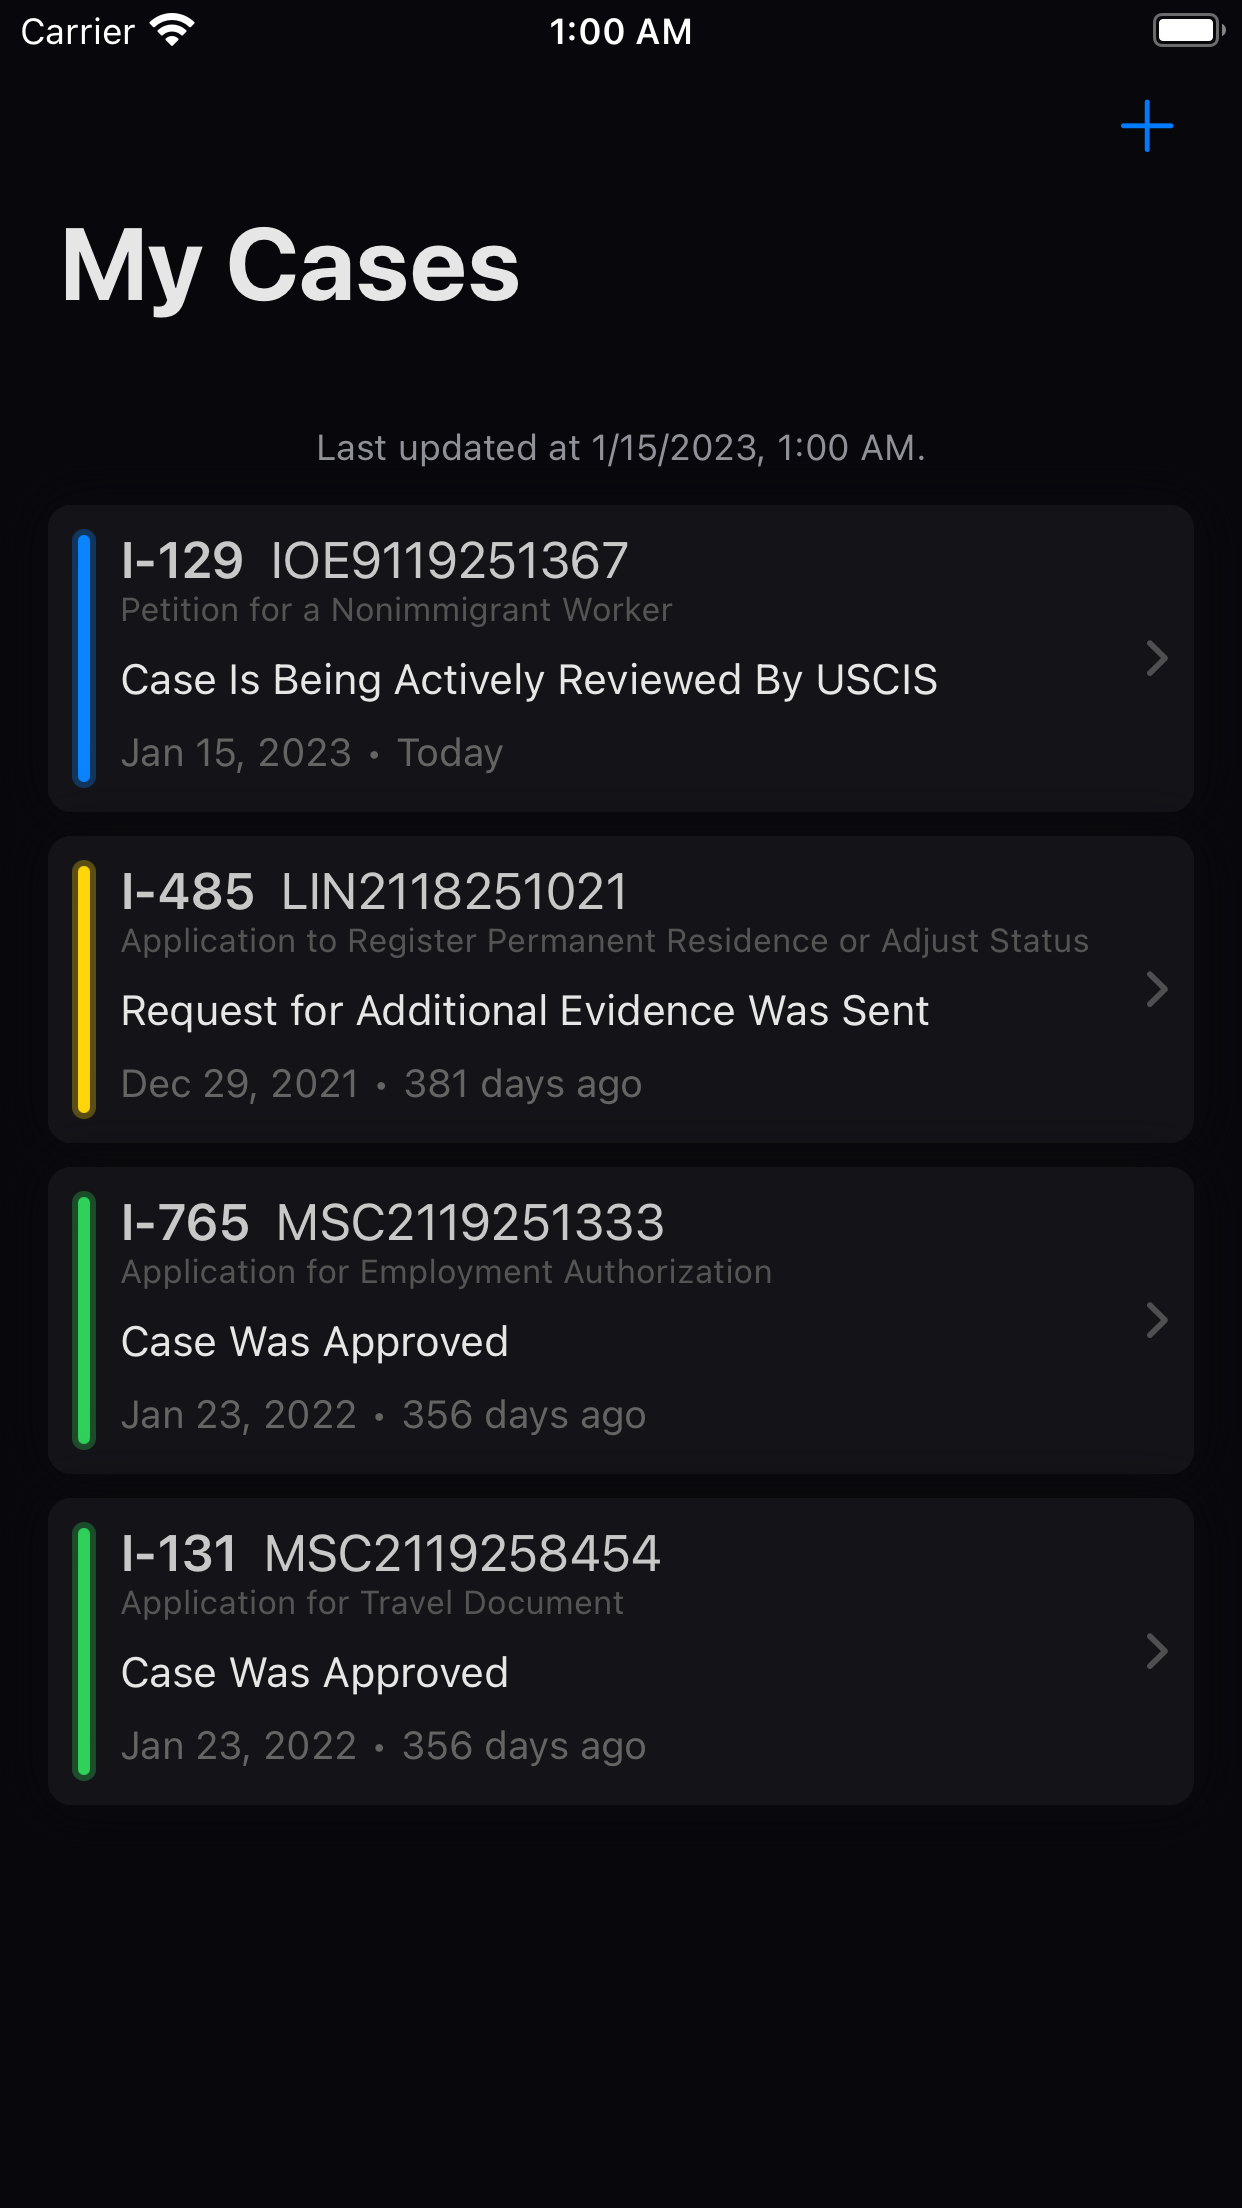 Carrier 1:00 AM
My Cases
Last updated at 1/15/2023, 1:00 AM.
I-129 IOE9119251367
Petition for a Nonimmigrant Worker
Case Is Being Actively Reviewed By USCIS
Jan 15, 2023 • Today
I-485 LIN2118251021
Application to Register Permanent Residence or Adjust Status
Request for Additional Evidence Was Sent
Dec 29, 2021 • 381 days ago
I-765 MSC2119251333
Application for Employment Authorization
Case Was Approved
Jan 23, 2022 • 356 days ago
I-131 MSC2119258454
Application for Travel Document
Case Was Approved
Jan 23, 2022 • 356 days ago